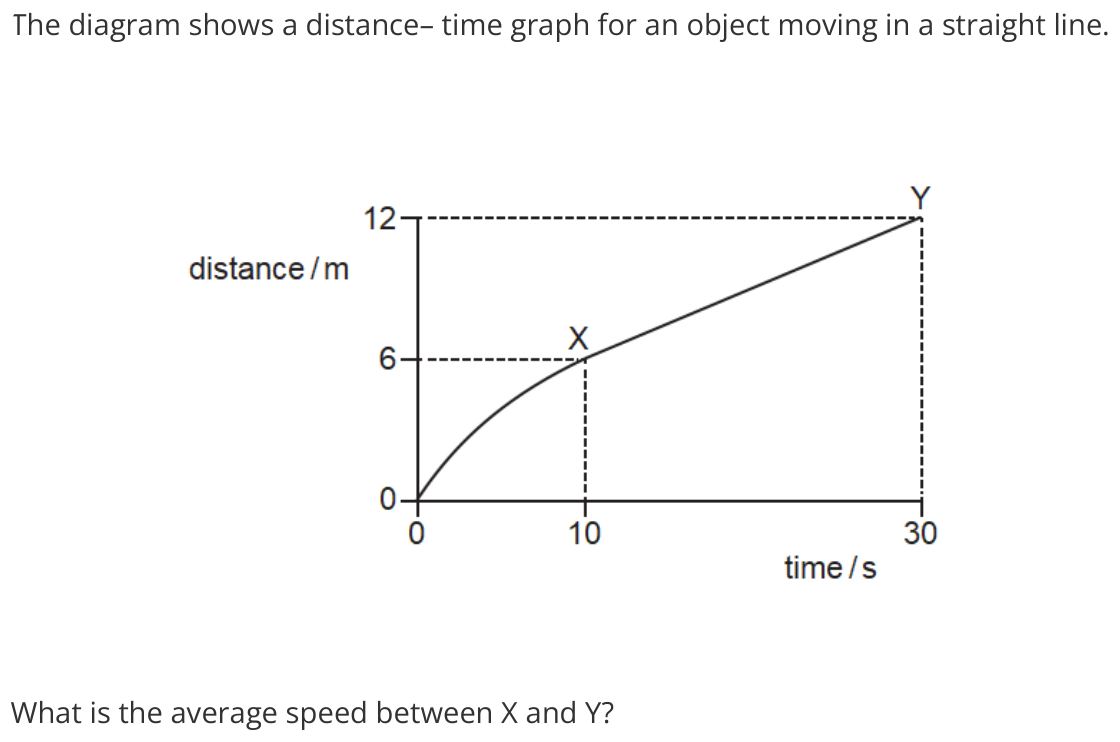 The diagram shows a distance– time graph for an object moving in a straight line.
Y
12
distance / m
X
6
0
0 10 30
time / s
What is the average speed between X and Y?